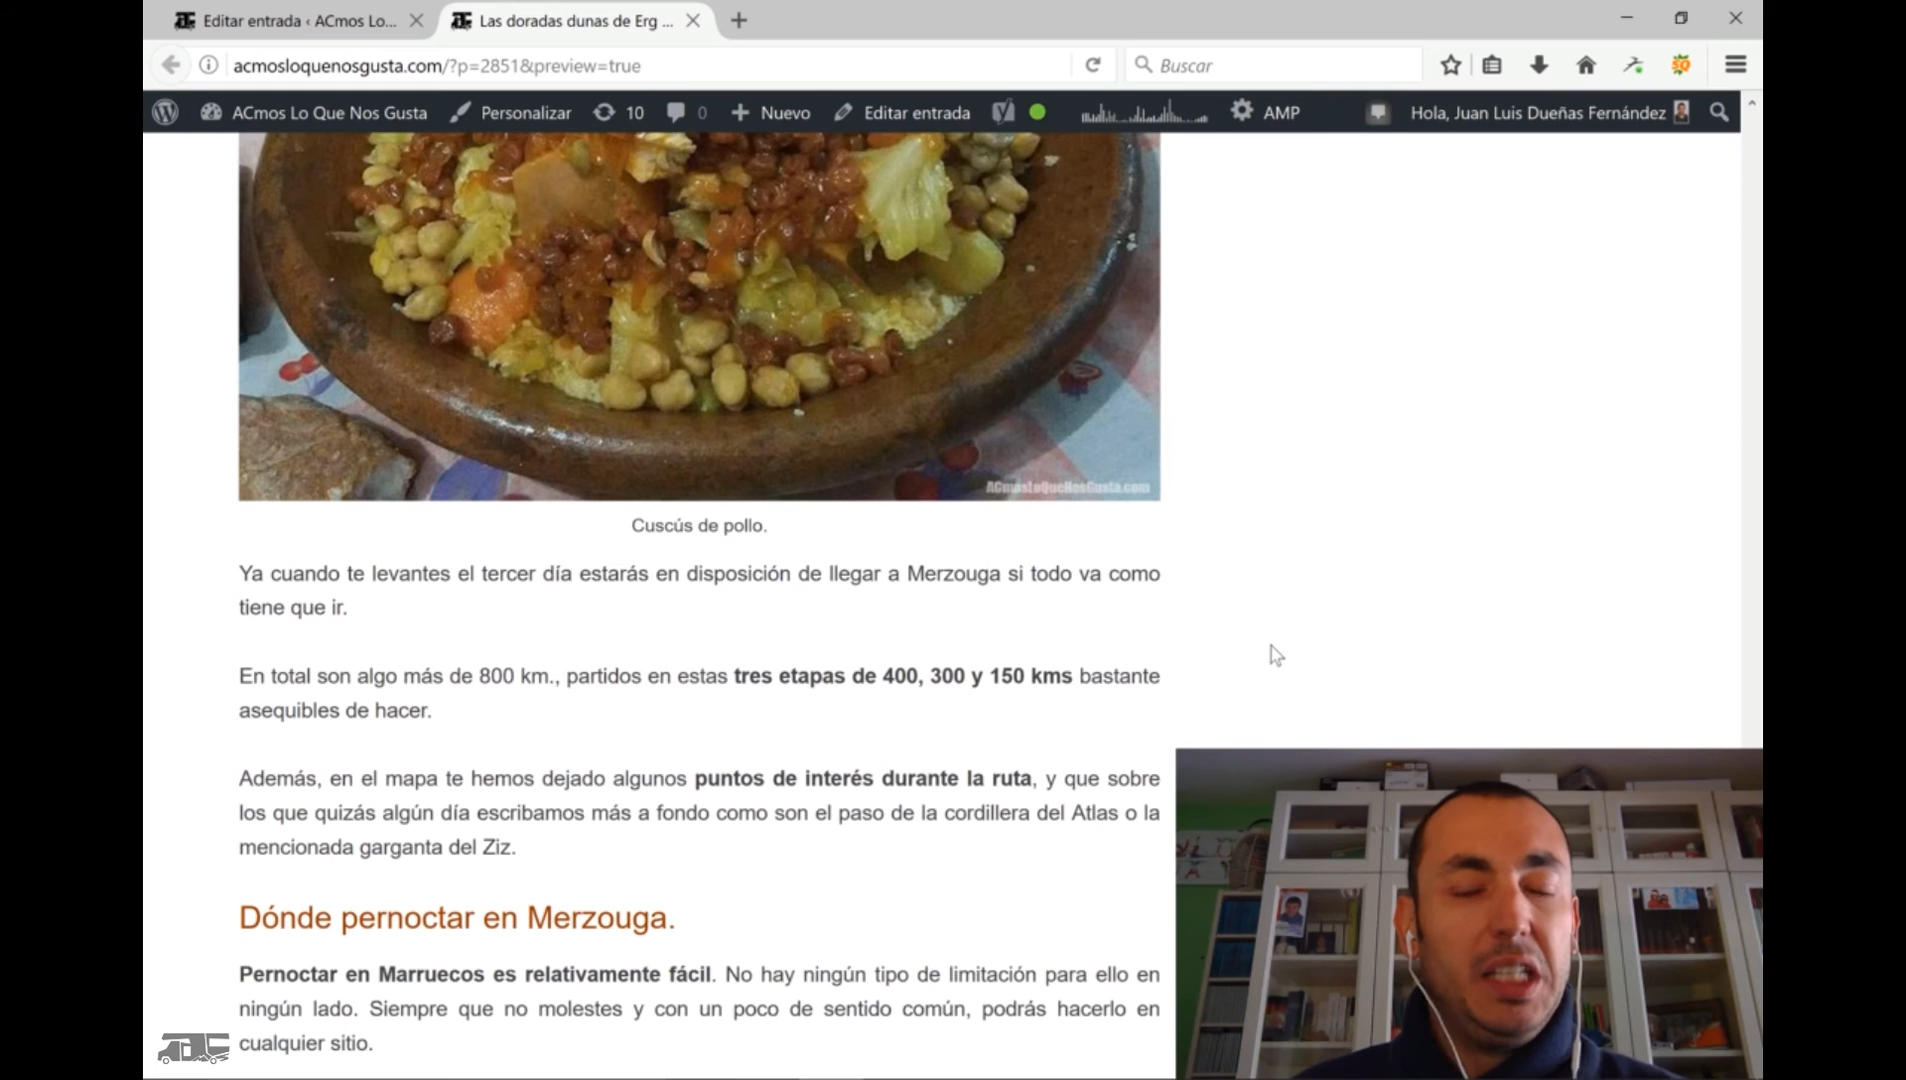 Editar entrada ‹ ACmos Lo...
Las doradas dunas de Erg ...
acmosloquenosgusta.com/?p=2851&preview=true
Buscar
ACmos Lo Que Nos Gusta
Personalizar
10
0
Nuevo
Editar entrada
AMP
Hola, Juan Luis Dueñas Fernández
ACmosLoQueNosGusta.com
Cuscús de pollo.
Ya cuando te levantes el tercer día estarás en disposición de llegar a Merzouga si todo va como
tiene que ir.
En total son algo más de 800 km., partidos en estas tres etapas de 400, 300 y 150 kms bastante
asequibles de hacer.
Además, en el mapa te hemos dejado algunos puntos de interés durante la ruta, y que sobre
los que quizás algún día escribamos más a fondo como son el paso de la cordillera del Atlas o la
mencionada garganta del Ziz.
Dónde pernoctar en Merzouga.
Pernoctar en Marruecos es relativamente fácil. No hay ningún tipo de limitación para ello en
ningún lado. Siempre que no molestes y con un poco de sentido común, podrás hacerlo en
cualquier sitio.